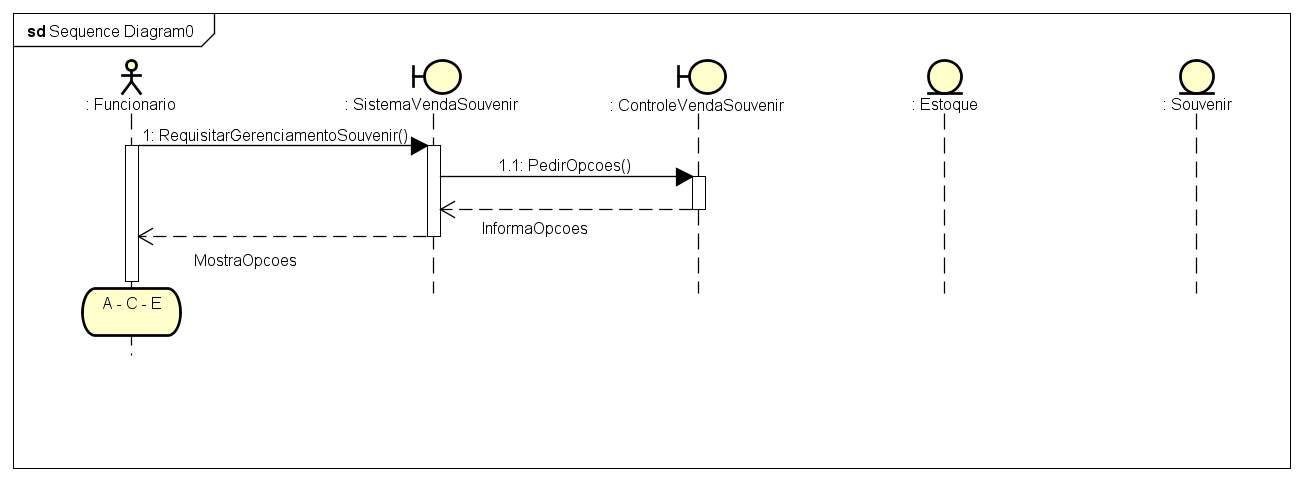 sd Sequence Diagram0
: Funcionario
: SistemaVendaSouvenir
: ControleVendaSouvenir
: Estoque
: Souvenir
1: RequisitarGerenciamentoSouvenir()
1.1: PedirOpcoes()
InformaOpcoes
MostraOpcoes
A - C - E